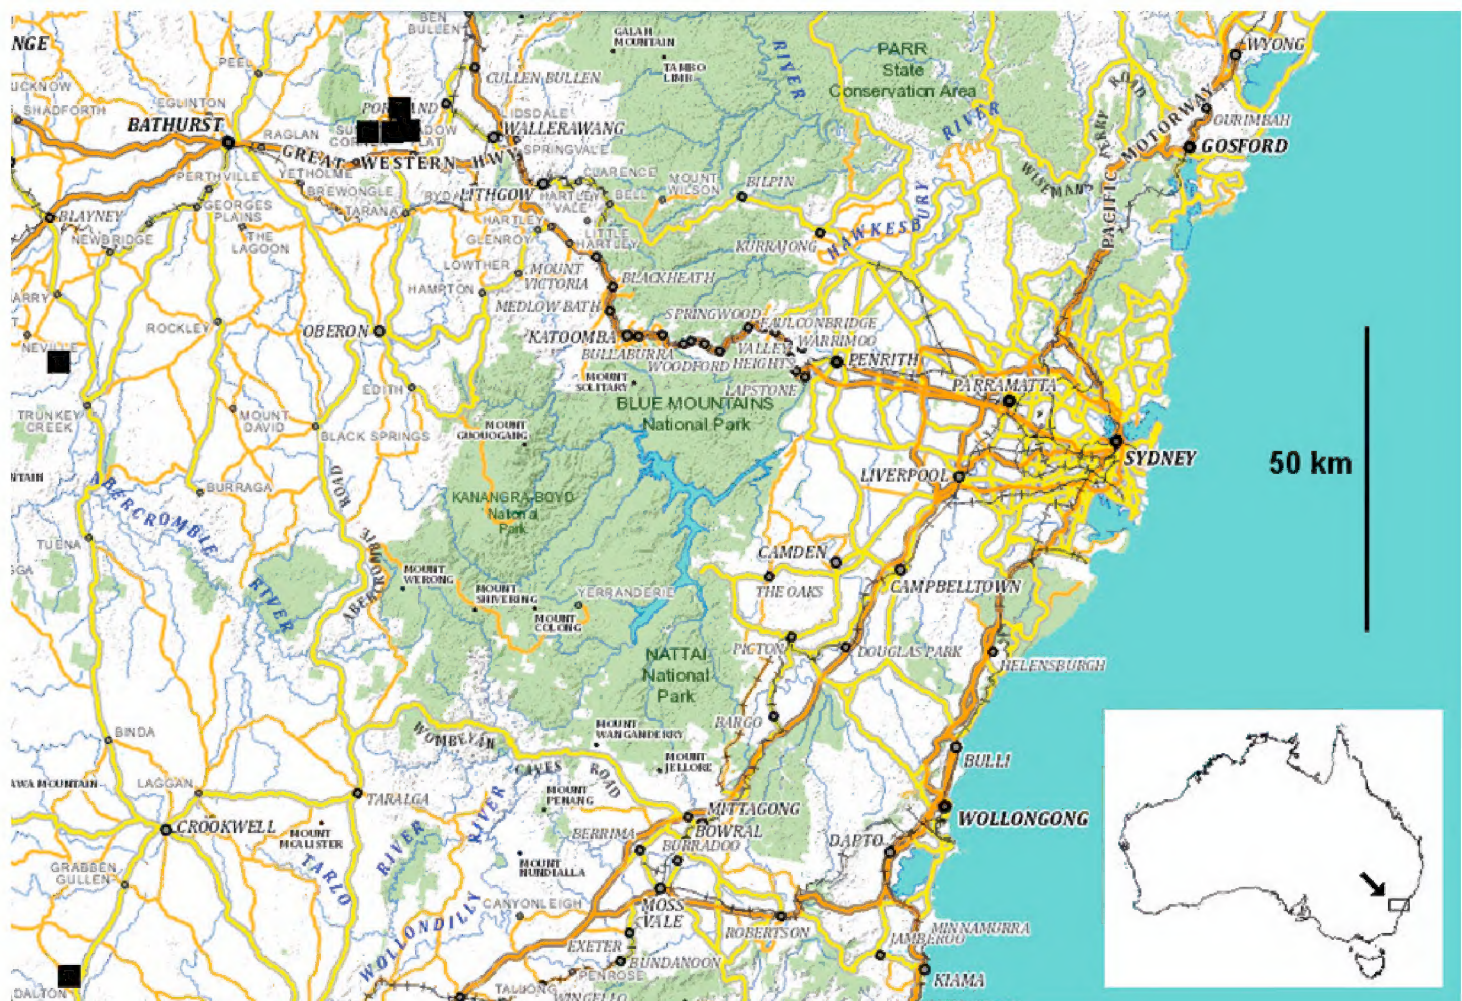 NGE
BEN
BULLEN
GALAH
MOUNTAIN
TAMBO
LIMB
RIVER
PARR
State
Conservation Area
WYONG
PEEL
CULLEN BULLEN
SHADFORTH
EGLINTON
BATHURST
RAGLAN
LIDSDALE
WALLERAWANG
SPRINGVALE
RIVER
ROAD
FERRY
WISEMANS
PACIFIC MOTORWAY
OURIMBAH
GOSFORD
GREAT WESTERN HWY
PERTHVILLE
YETHOLME
BREWONGLE
TARANA
LITHGOW
CLARENCE
HARTLEY
VALE
BELL
MOUNT
WILSON
BILPIN
BLAYNEY
GEORGES
PLAINS
NEWBRIDGE
THE
LAGOON
HARTLEY
GLENROY
LITTLE
HARTLEY
KURRAJONG
HAWKESBURY
LOWTHER
HAMPTON
MOUNT
VICTORIA
BLACKHEATH
MEDLOW BATH
ROCKLEY
OBERON
KATOOMBA
BULLABURRA
SPRINGWOOD
FAULCONBRIDGE
WARRIMOO
VALLEY
HEIGHTS
WOODFORD
PENRITH
LAPSTONE
PARRAMATTA
NEVILLE
EDITH
MOUNT
SOLITARY
BLUE MOUNTAINS
National Park
TRUNKEY
CREEK
MOUNT
DAVID
BLACK SPRINGS
MOUNT
GUOUOGANG
SYDNEY
50 km
LIVERPOOL
BURRAGA
ROAD
KANANGRA-BOYD
National
Park
ABERCROMBIE
RIVER
TUENA
ABERCROMBIE
CAMDEN
MOUNT
WERONG
MOUNT
SHIVERING
YERRANDERIE
MOUNT
COLONG
THE OAKS
CAMPBELLTOWN
NATTAI
National
Park
PICTON
DOUGLAS PARK
HELENSBURGH
BARGO
BINDA
WOMBEYAN
CAVES
ROAD
MOUNT
WANGANDERRY
MOUNT
JELLORE
BULLI
LAGGAN
TARALGA
MOUNT
PENANG
MITTAGONG
WOLLONGONG
CROOKWELL
MOUNT
MCALISTER
BERRIMA
BOWRAL
BURRADOO
DAPTO
GRABBEN
GULLEN
TARLO
RIVER
MOUNT
NUNDIALLA
WOLLONDILLY
RIVER
CANYONLEIGH
MOSS
VALE
ROBERTSON
MINNAMURRA
JAMBEROO
EXETER
BUNDANOON
KIAMA
DALTON
PENROSE
WINGELLO